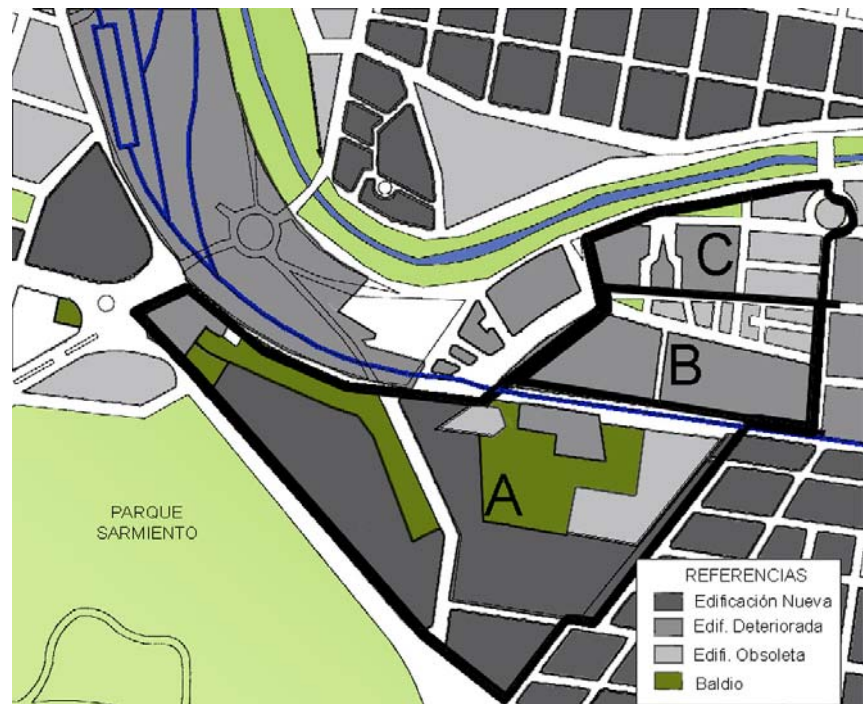 C
B
A
PARQUE
SARMIENTO
REFERENCIAS
Edificación Nueva
Edif. Deteriorada
Edifi. Obsoleta
Baldio